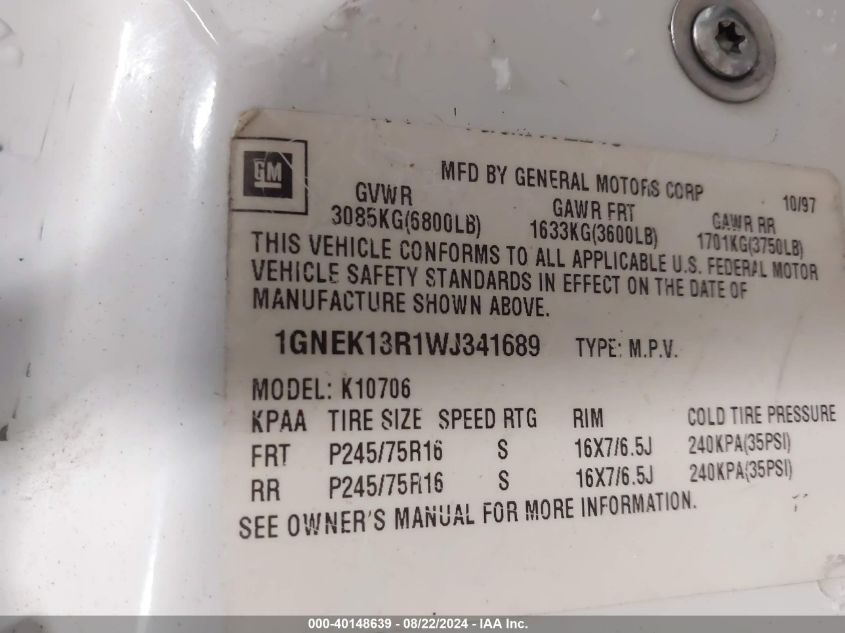 GM
MFD BY GENERAL MOTORS CORP
10/97
GVWR GAWR FRT GAWR RR
3085KG(6800LB) 1633KG(3600LB) 1701KG(3750LB)
THIS VEHICLE CONFORMS TO ALL APPLICABLE U.S. FEDERAL MOTOR
VEHICLE SAFETY STANDARDS IN EFFECT ON THE DATE OF
MANUFACTURE SHOWN ABOVE.
1GNEK13R1WJ341689 TYPE: M.P.V.
MODEL: K10706
KPAA TIRE SIZE SPEED RTG RIM COLD TIRE PRESSURE
FRT P245/75R16 S 16X7/6.5J 240KPA(35PSI)
RR P245/75R16 S 16X7/6.5J 240KPA(35PSI)
SEE OWNER'S MANUAL FOR MORE INFORMATION.
000-40148639 - 08/22/2024 - IAA Inc.